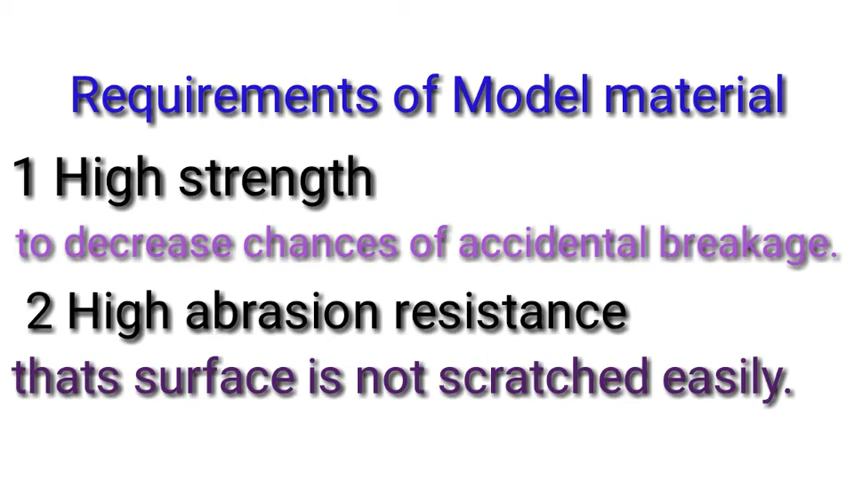 Requirements of Model material
1 High strength
to decrease chances of accidental breakage.
2 High abrasion resistance
thats surface is not scratched easily.